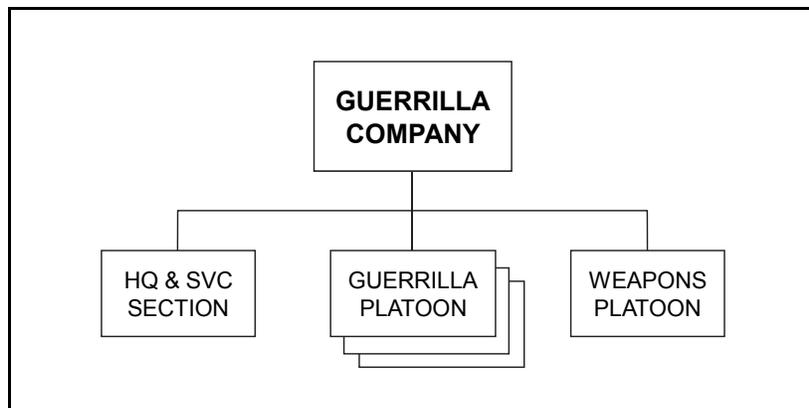 GUERRILLA
COMPANY
HQ & SVC
SECTION
GUERRILLA
PLATOON
WEAPONS
PLATOON